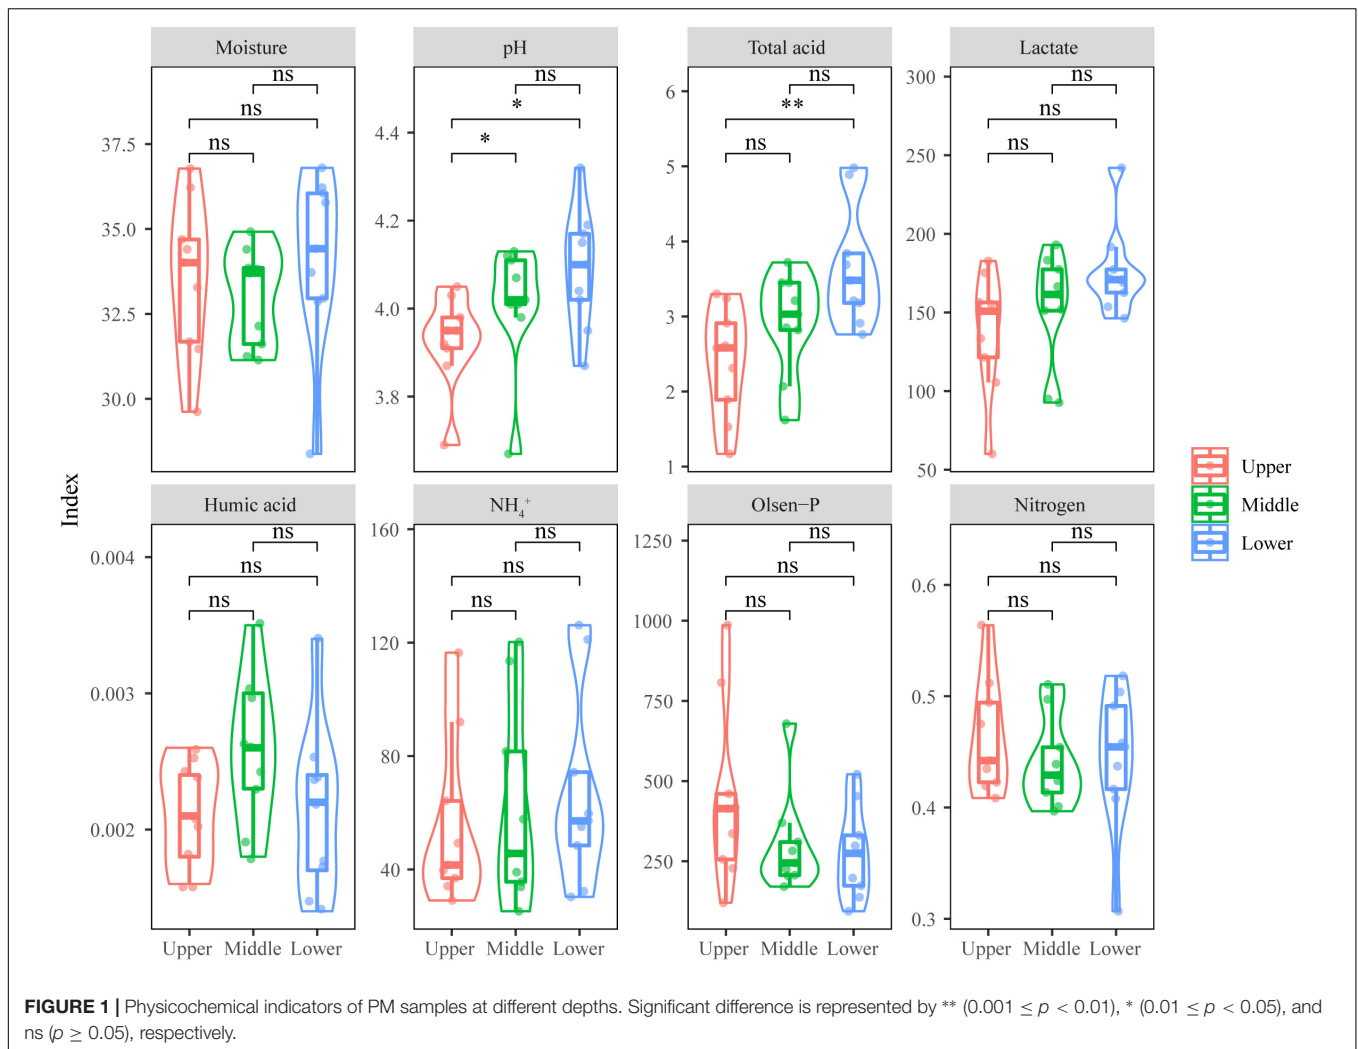 Moisture
pH
Total acid
Lactate
ns
ns
ns
37.5
35.0
32.5
30.0
ns
*
*
4.4
4.2
4.0
3.8
ns
**
ns
6
5
4
3
2
1
ns
ns
ns
300
250
200
150
100
50
Index
Humic acid
NH4+
Olsen−P
Nitrogen
ns
ns
ns
0.004
0.003
0.002
ns
ns
ns
160
120
80
40
ns
ns
ns
1250
1000
750
500
250
ns
ns
ns
0.6
0.5
0.4
0.3
Upper Middle Lower
Upper Middle Lower
Upper Middle Lower
Upper Middle Lower
Upper
Middle
Lower
FIGURE 1 | Physicochemical indicators of PM samples at different depths. Significant difference is represented by ** (0.001 ≤ p < 0.01), * (0.01 ≤ p < 0.05), and
ns (p ≥ 0.05), respectively.